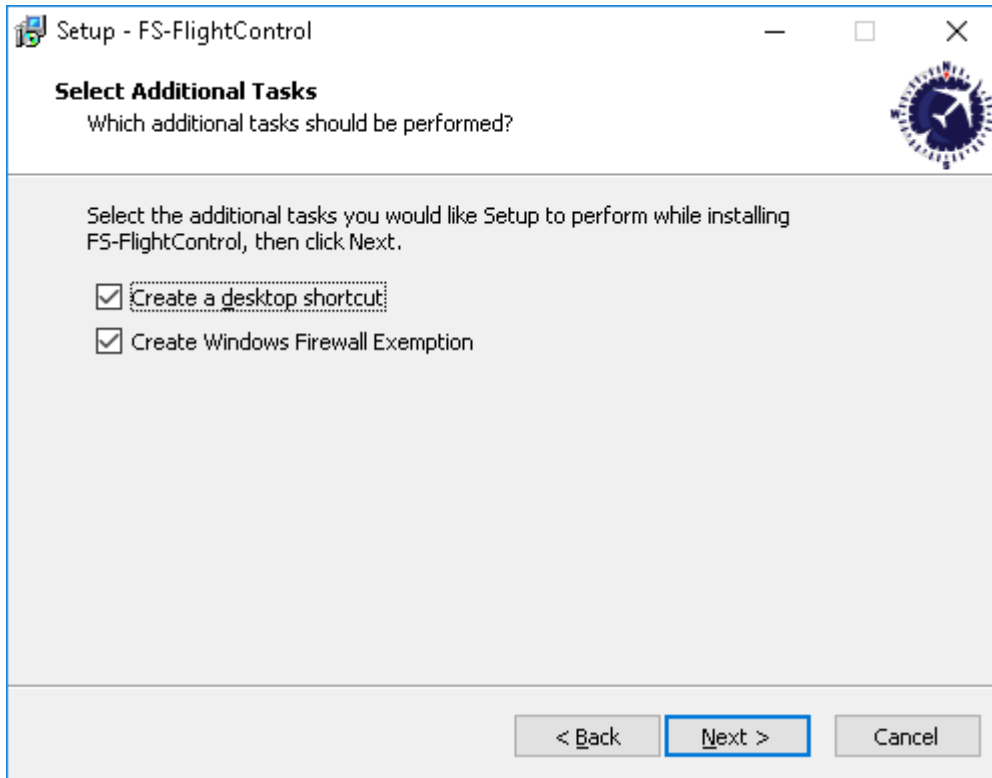 Setup - FS-FlightControl
Select Additional Tasks
Which additional tasks should be performed?
Select the additional tasks you would like Setup to perform while installing
FS-FlightControl, then click Next.
Create a desktop shortcut
Create Windows Firewall Exemption
< Back Next > Cancel